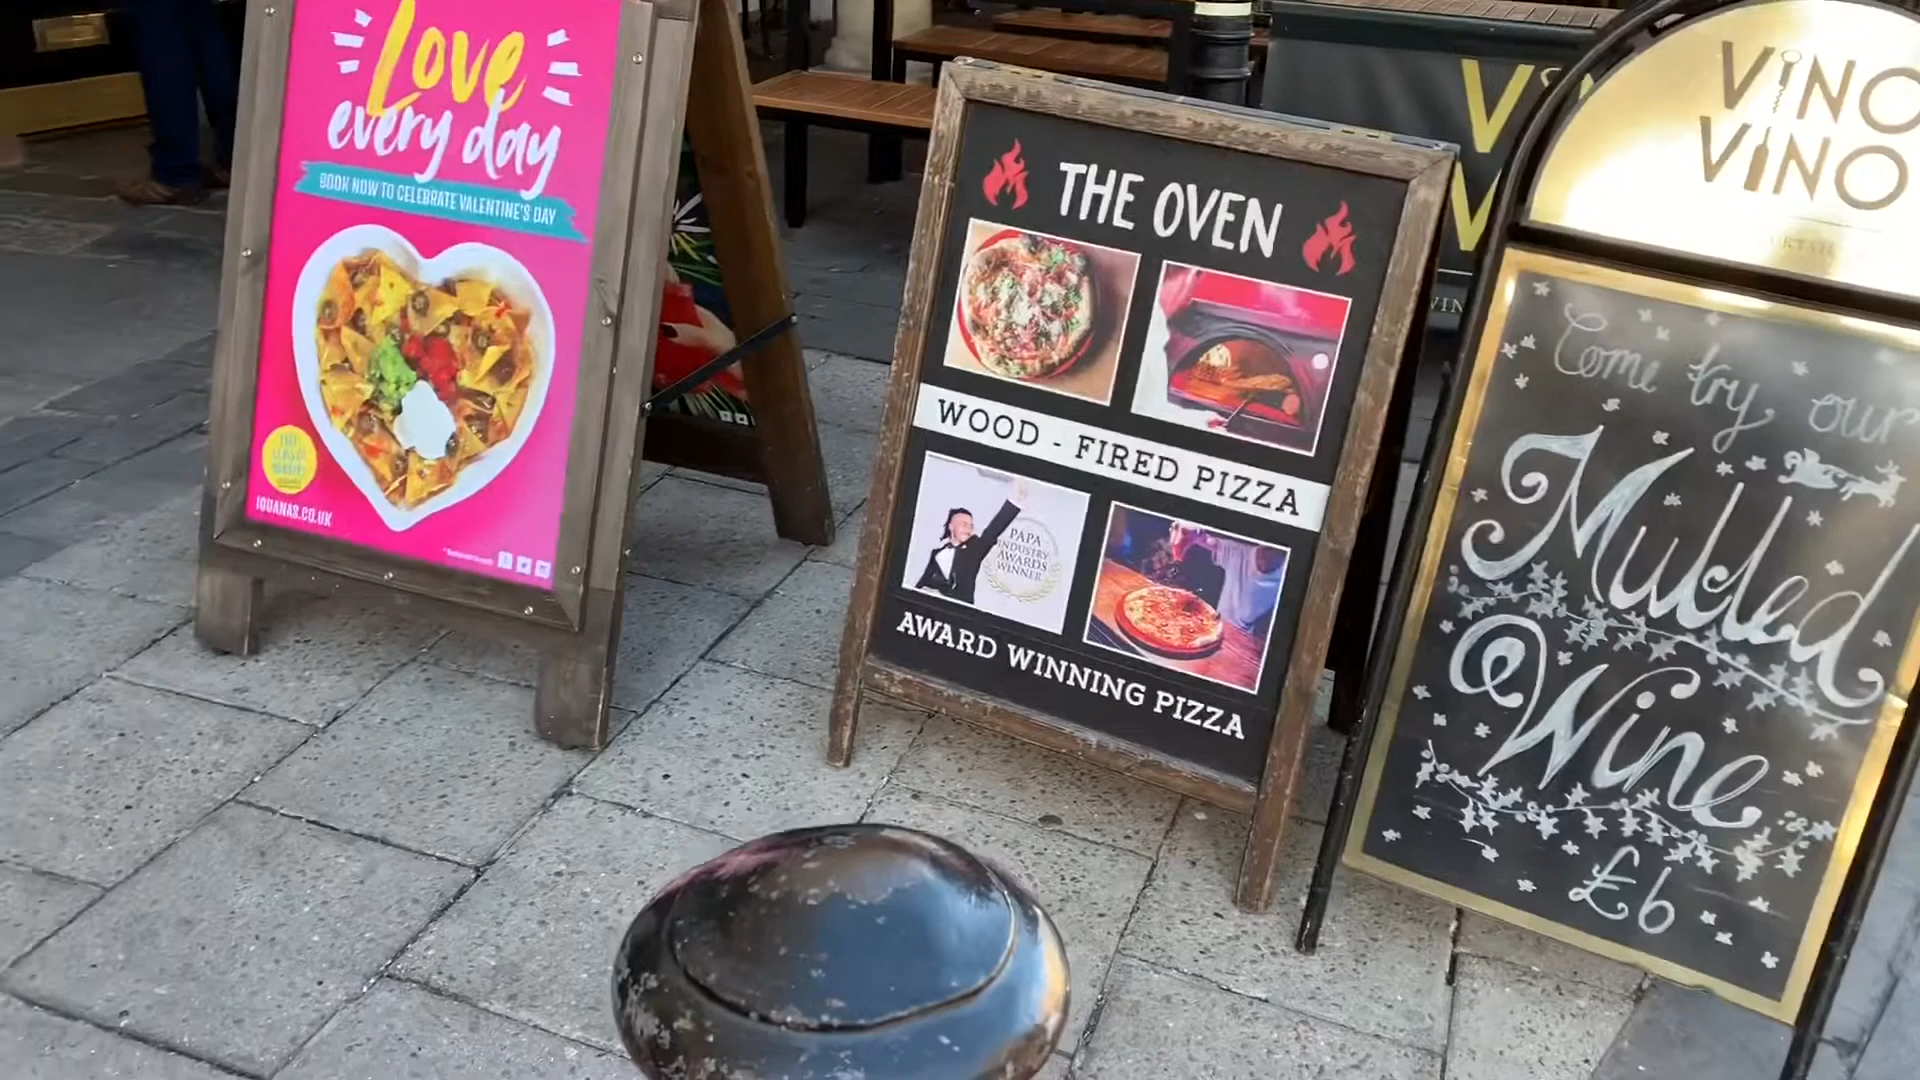 Love
every day
BOOK NOW TO CELEBRATE VALENTINE'S DAY
IGUANAS.CO.UK
THE OVEN
WOOD - FIRED PIZZA
PAPA
INDUSTRY
AWARDS
WINNER
AWARD WINNING PIZZA
VINO
VINO
Come try our
Mulled
Wine
£6